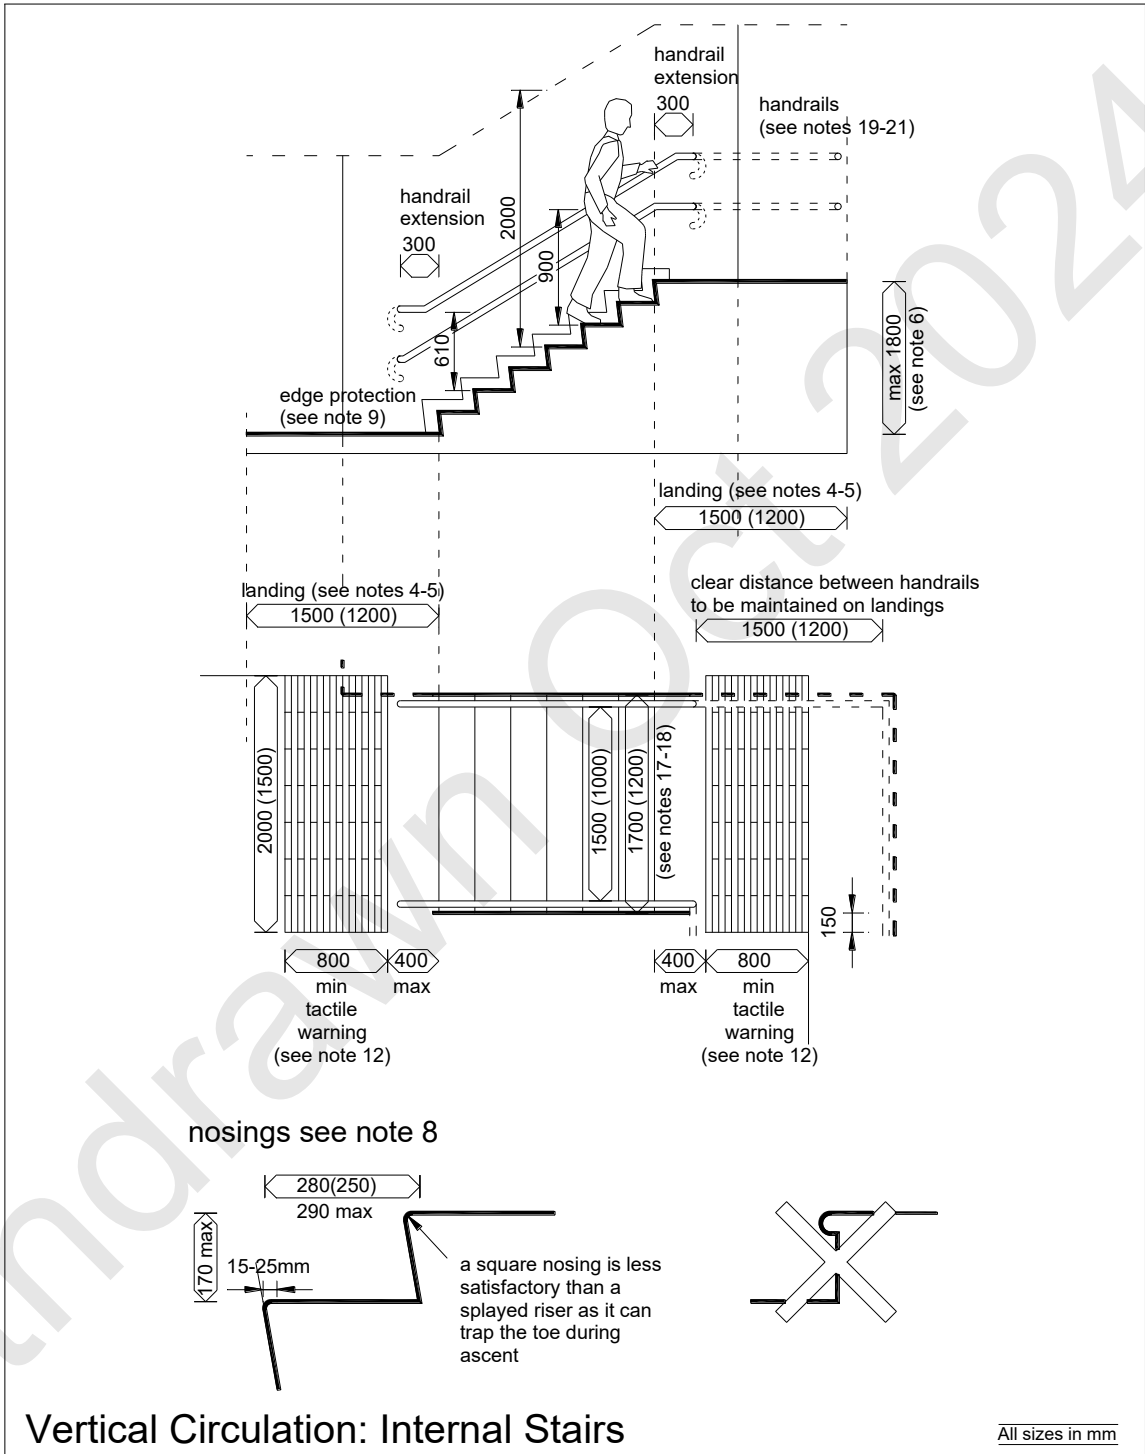 handrail
extension
300
handrails
(see notes 19-21)
handrail
extension
300
2000
900
610
edge protection
(see note 9)
max 1800
(see note 6)
landing (see notes 4-5)
1500 (1200)
landing (see notes 4-5)
1500 (1200)
clear distance between handrails
to be maintained on landings
1500 (1200)
2000 (1500)
1500 (1000)
1700 (1200)
(see notes 17-18)
150
800
min
tactile
warning
(see note 12)
400
max
400
max
800
min
tactile
warning
(see note 12)
nosings see note 8
280(250)
290 max
170 max
15-25mm
a square nosing is less
satisfactory than a
splayed riser as it can
trap the toe during
ascent
Vertical Circulation: Internal Stairs
All sizes in mm
ndrawn Oct 2024